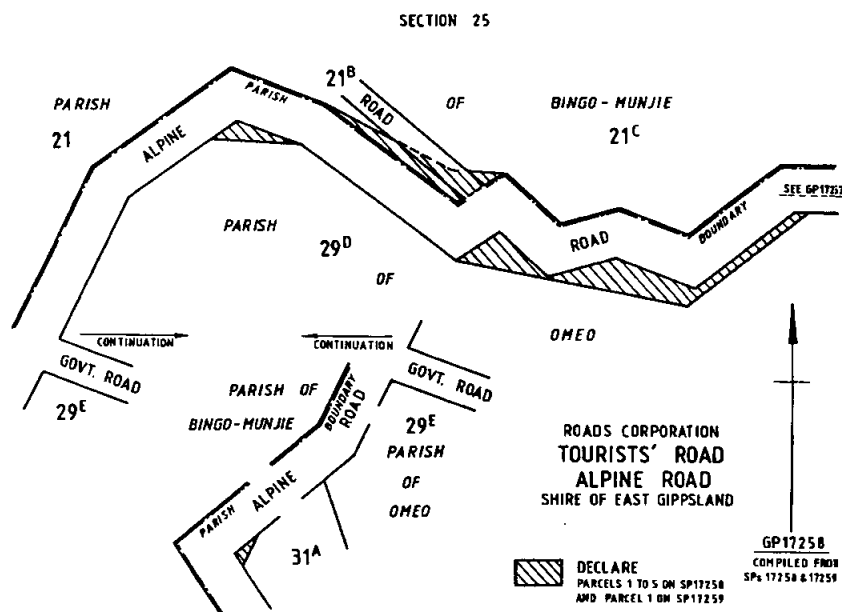 SECTION 25
PARISH
21
ALPINE
PARISH
21B
ROAD
OF
BINGO-MUNJIE
21C
SEE GP17257
BOUNDARY
ROAD
PARISH
29D
OF
OMEO
CONTINUATION
CONTINUATION
GOVT. ROAD
29E
GOVT. ROAD
PARISH OF
BINGO-MUNJIE
BOUNDARY
ROAD
29E
PARISH
OF
OMEO
PARISH
ALPINE
31A
ROADS CORPORATION
TOURISTS' ROAD
ALPINE ROAD
SHIRE OF EAST GIPPSLAND
DECLARE
PARCELS 1 TO 5 ON SP17258
AND PARCEL 1 ON SP17259
GP17258
COMPILED FROM
SPs 17258 & 17259